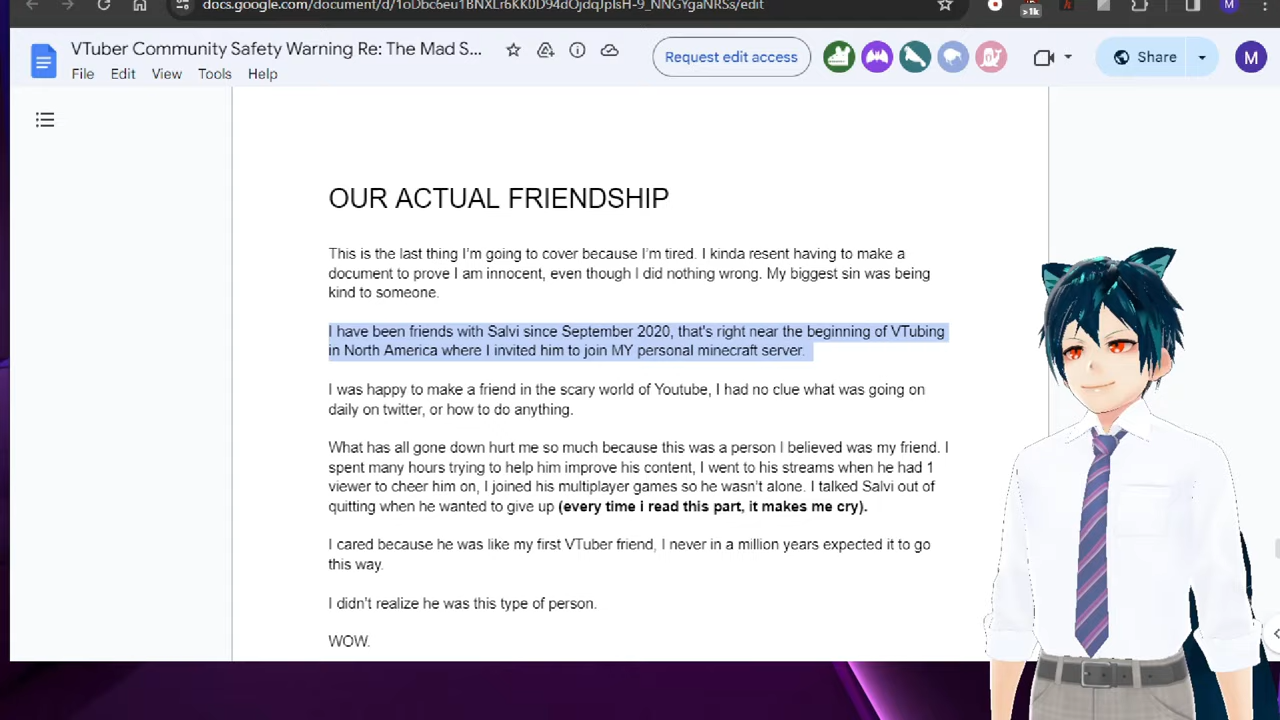 docs.google.com/document/d/1oDbc6eu1BNXLr6KK0D94dOjdqJpIsH-9_NNGYgaNRSs/edit
>1k
M
VTuber Community Safety Warning Re: The Mad S...
Request edit access
Share
M
File Edit View Tools Help
OUR ACTUAL FRIENDSHIP
This is the last thing I'm going to cover because I'm tired. I kinda resent having to make a
document to prove I am innocent, even though I did nothing wrong. My biggest sin was being
kind to someone.
I have been friends with Salvi since September 2020, that's right near the beginning of VTubing
in North America where I invited him to join MY personal minecraft server.
I was happy to make a friend in the scary world of Youtube, I had no clue what was going on
daily on twitter, or how to do anything.
What has all gone down hurt me so much because this was a person I believed was my friend. I
spent many hours trying to help him improve his content, I went to his streams when he had 1
viewer to cheer him on, I joined his multiplayer games so he wasn't alone. I talked Salvi out of
quitting when he wanted to give up (every time i read this part, it makes me cry).
I cared because he was like my first VTuber friend, I never in a million years expected it to go
this way.
I didn't realize he was this type of person.
WOW.